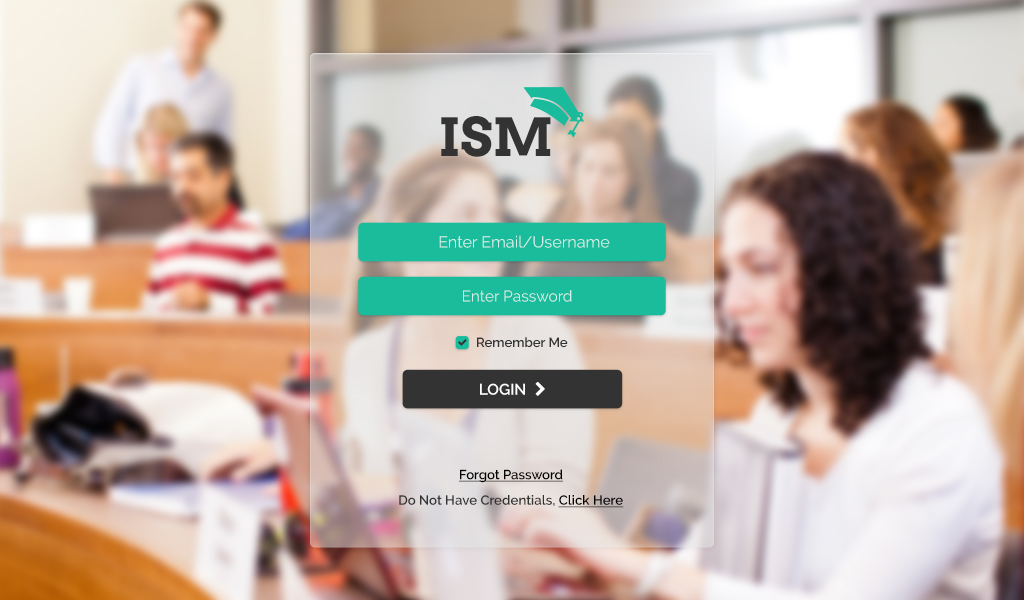 ISM
Enter Email/Username
Enter Password
Remember Me
LOGIN
Forgot Password
Do Not Have Credentials, Click Here